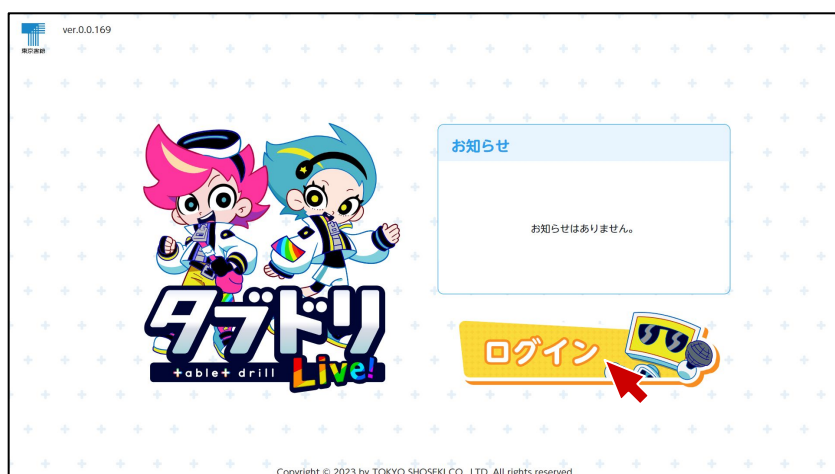 ver.0.0.169
東京書籍
お知らせ
お知らせはありません。
タブドリ
+able+ drill
Live!
ログイン
Copyright © 2023 by TOKYO SHOSEKI CO., LTD. All rights reserved.